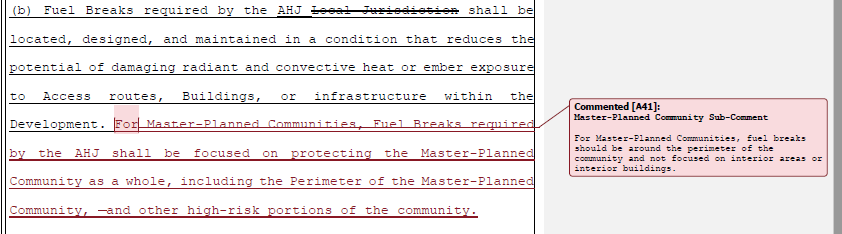 (b) Fuel Breaks required by the AHJ Local Jurisdiction shall be
located, designed, and maintained in a condition that reduces the
potential of damaging radiant and convective heat or ember exposure
to Access routes, Buildings, or infrastructure within the
Development. For Master-Planned Communities, Fuel Breaks required
by the AHJ shall be focused on protecting the Master-Planned
Community as a whole, including the Perimeter of the Master-Planned
Community, —and other high-risk portions of the community.
Commented [A41]:
Master-Planned Community Sub-Comment
For Master-Planned Communities, fuel breaks
should be around the perimeter of the
community and not focused on interior areas or
interior buildings.